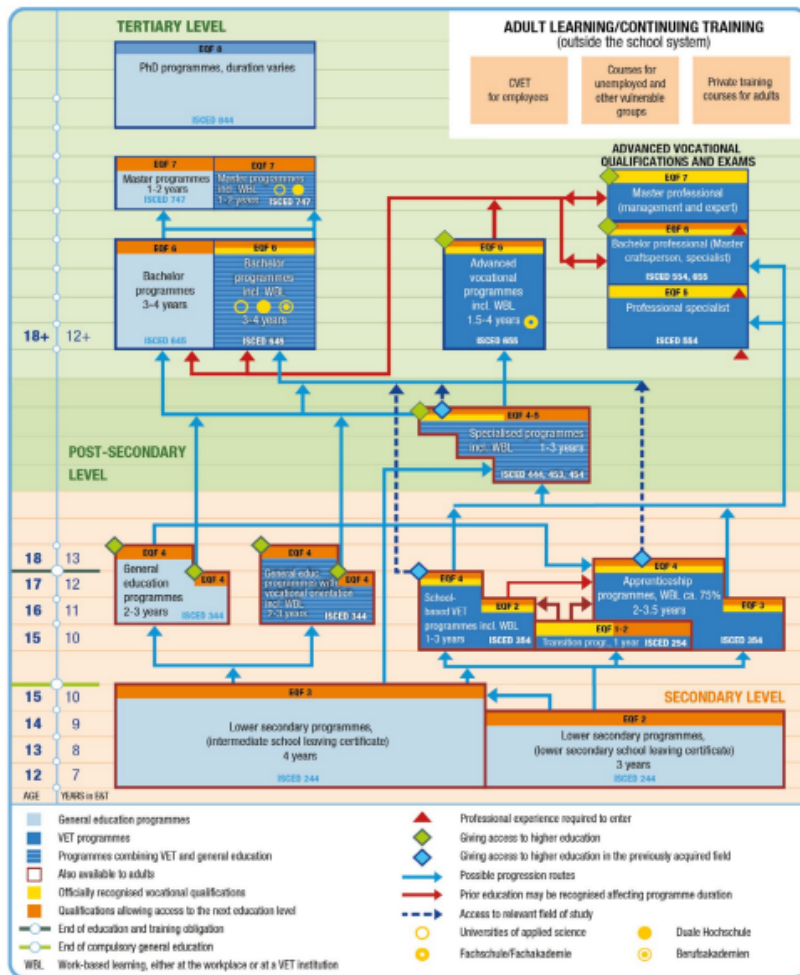 TERTIARY LEVEL
EQF 8
PhD programmes, duration varies
ISCED 844
ADULT LEARNING/CONTINUING TRAINING
(outside the school system)
CVET
for employees
Courses for
unemployed and
other vulnerable
groups
Private training
courses for adults
EQF 7
Master programmes
1-2 years
ISCED 747
EQF 7
Master programmes
incl. WBL
1-2 years
ISCED 747
ADVANCED VOCATIONAL
QUALIFICATIONS AND EXAMS
EQF 7
Master professional
(management and expert)
EQF 6
Bachelor professional (Master
craftsperson, specialist)
ISCED 554, 655
EQF 5
Professional specialist
ISCED 554
EQF 6
Bachelor
programmes
3-4 years
ISCED 645
EQF 6
Bachelor
programmes
incl. WBL
3-4 years
ISCED 645
EQF 6
Advanced
vocational
programmes
incl. WBL
1.5-4 years
ISCED 655
18+ 12+
POST-SECONDARY
LEVEL
EQF 4-5
Specialised programmes
incl. WBL 1-3 years
ISCED 444, 453, 454
18 13
17 12
16 11
15 10
EQF 4
General
education
programmes
2-3 years
EQF 4
ISCED 344
EQF 4
General educ.
programmes with
vocational orientation
incl. WBL
2-3 years
EQF 4
ISCED 344
EQF 4
School-
based VET
programmes incl. WBL
1-3 years
EQF 2
ISCED 354
EQF 1-2
Transition progr., 1 year
ISCED 254
EQF 4
Apprenticeship
programmes, WBL ca. 75%
2-3.5 years
EQF 3
ISCED 354
SECONDARY LEVEL
15 10
14 9
13 8
12 7
AGE YEARS in E&T
EQF 3
Lower secondary programmes,
(intermediate school leaving certificate)
4 years
ISCED 244
EQF 2
Lower secondary programmes,
(lower secondary school leaving certificate)
3 years
ISCED 244
General education programmes
VET programmes
Programmes combining VET and general education
Also available to adults
Officially recognised vocational qualifications
Qualifications allowing access to the next education level
End of education and training obligation
End of compulsory general education
WBL Work-based learning, either at the workplace or at a VET institution
Professional experience required to enter
Giving access to higher education
Giving access to higher education in the previously acquired field
Possible progression routes
Prior education may be recognised affecting programme duration
Access to relevant field of study
Universities of applied science
Duale Hochschule
Fachschule/Fachakademie
Berufsakademien